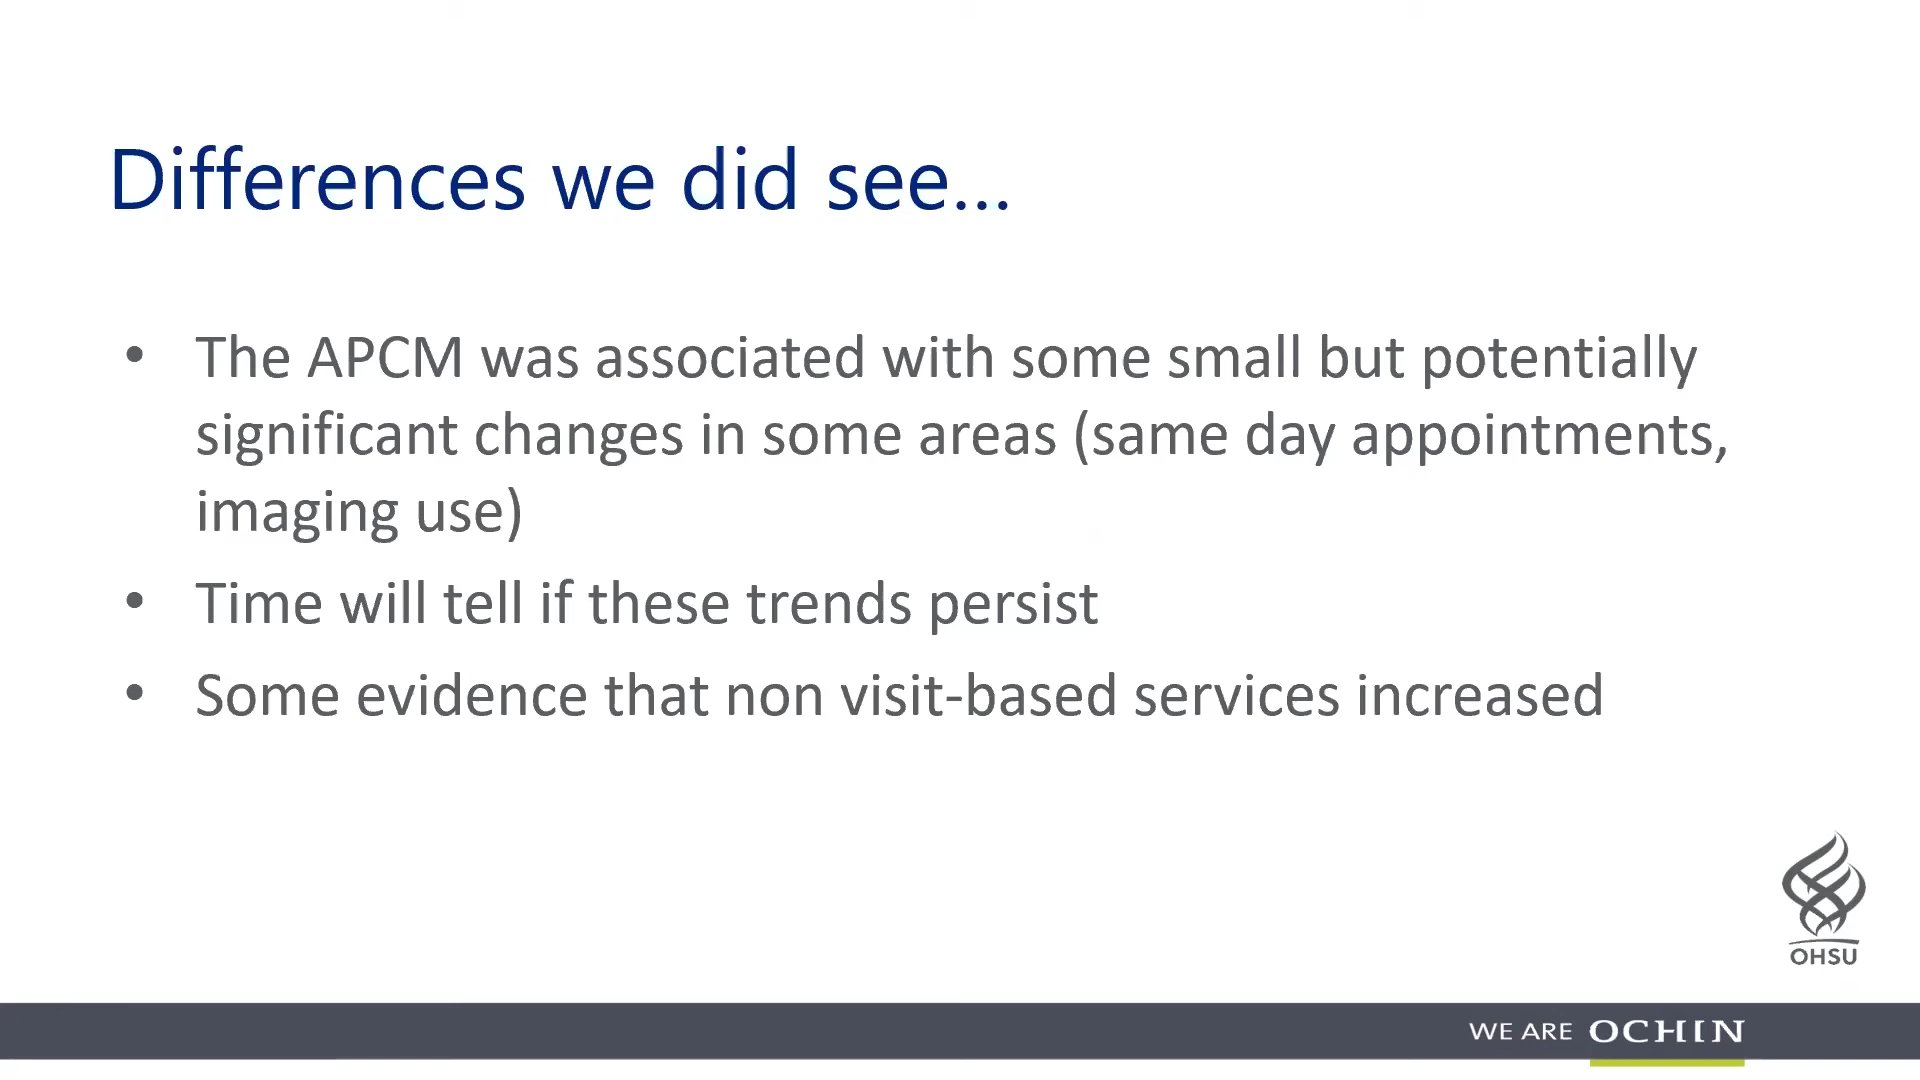 Differences we did see...
• The APCM was associated with some small but potentially
significant changes in some areas (same day appointments,
imaging use)
• Time will tell if these trends persist
• Some evidence that non visit-based services increased
OHSU
WE ARE OCHIN